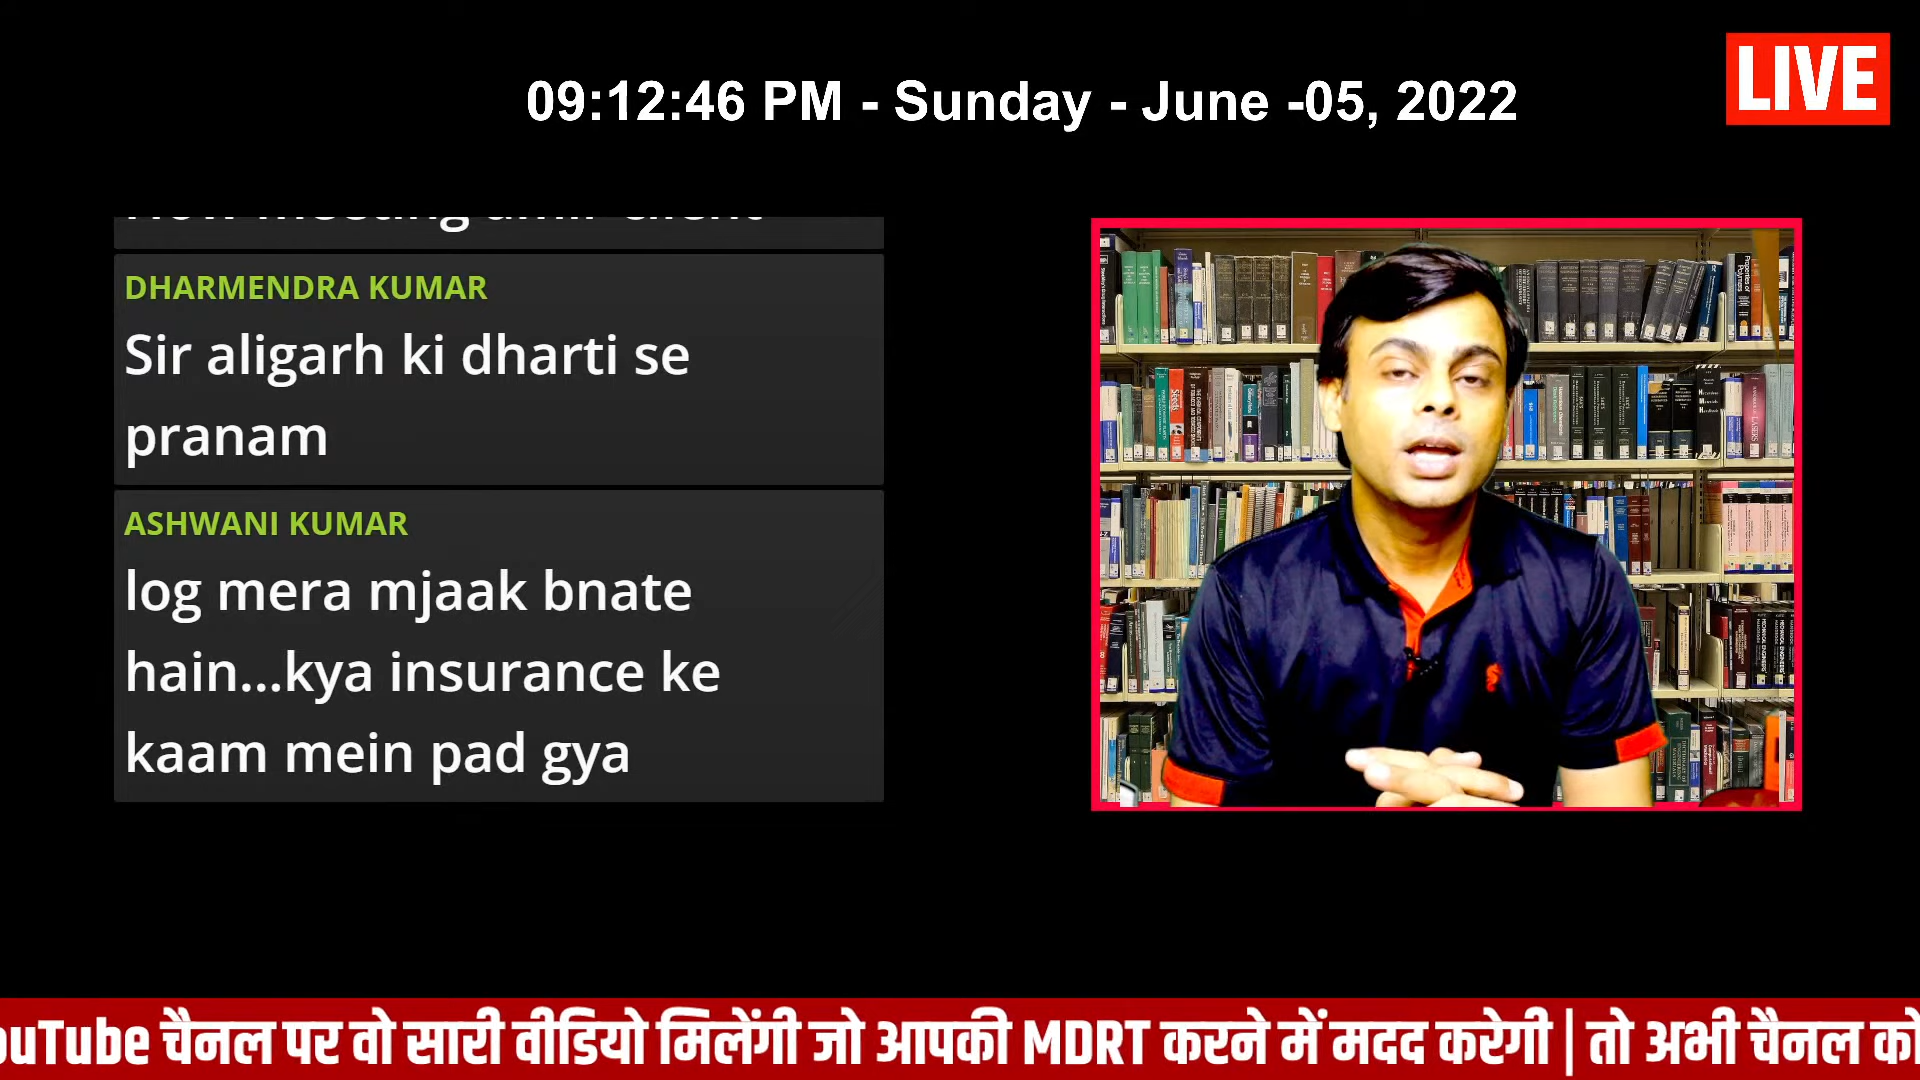 09:12:46 PM - Sunday - June -05, 2022
LIVE
DHARMENDRA KUMAR
Sir aligarh ki dharti se
pranam
ASHWANI KUMAR
log mera mjaak bnate
hain...kya insurance ke
kaam mein pad gya
ouTube चैनल पर वो सारी वीडियो मिलेंगी जो आपकी MDRT करने में मदद करेगी | तो अभी चैनल को